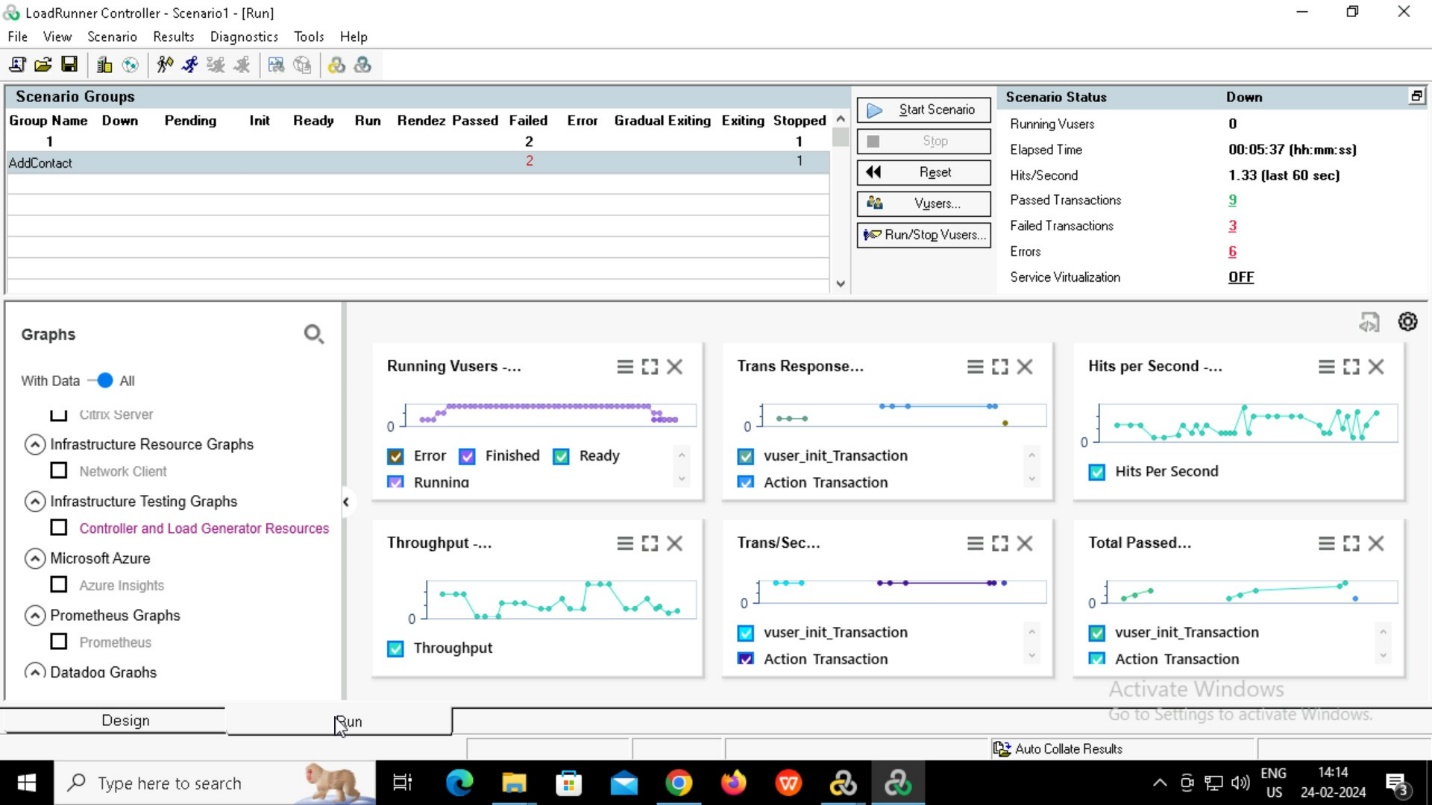 LoadRunner Controller - Scenario1 - [Run]
File View Scenario Results Diagnostics Tools Help
Scenario Groups
Group Name Down Pending Init Ready Run Rendez Passed Failed Error Gradual Exiting Exiting Stopped
1 2 1
AddContact 2 1
Start Scenario
Stop
Reset
Vusers...
Run/Stop Vusers...
Scenario Status Down
Running Vusers 0
Elapsed Time 00:05:37 (hh:mm:ss)
Hits/Second 1.33 (last 60 sec)
Passed Transactions 9
Failed Transactions 3
Errors 6
Service Virtualization OFF
Graphs
With Data All
Citrix Server
Infrastructure Resource Graphs
Network Client
Infrastructure Testing Graphs
Controller and Load Generator Resources
Microsoft Azure
Azure Insights
Prometheus Graphs
Prometheus
Datadog Graphs
Running Vusers -...
0
Error Finished Ready
Running
Trans Response...
0
vuser_init_Transaction
Action_Transaction
Hits per Second -...
0
Hits Per Second
Throughput -...
0
Throughput
Trans/Sec...
0
vuser_init_Transaction
Action_Transaction
Total Passed...
0
vuser_init_Transaction
Action_Transaction
Activate Windows
Go to Settings to activate Windows.
Design Run
Auto Collate Results
Type here to search
ENG
US
14:14
24-02-2024
3